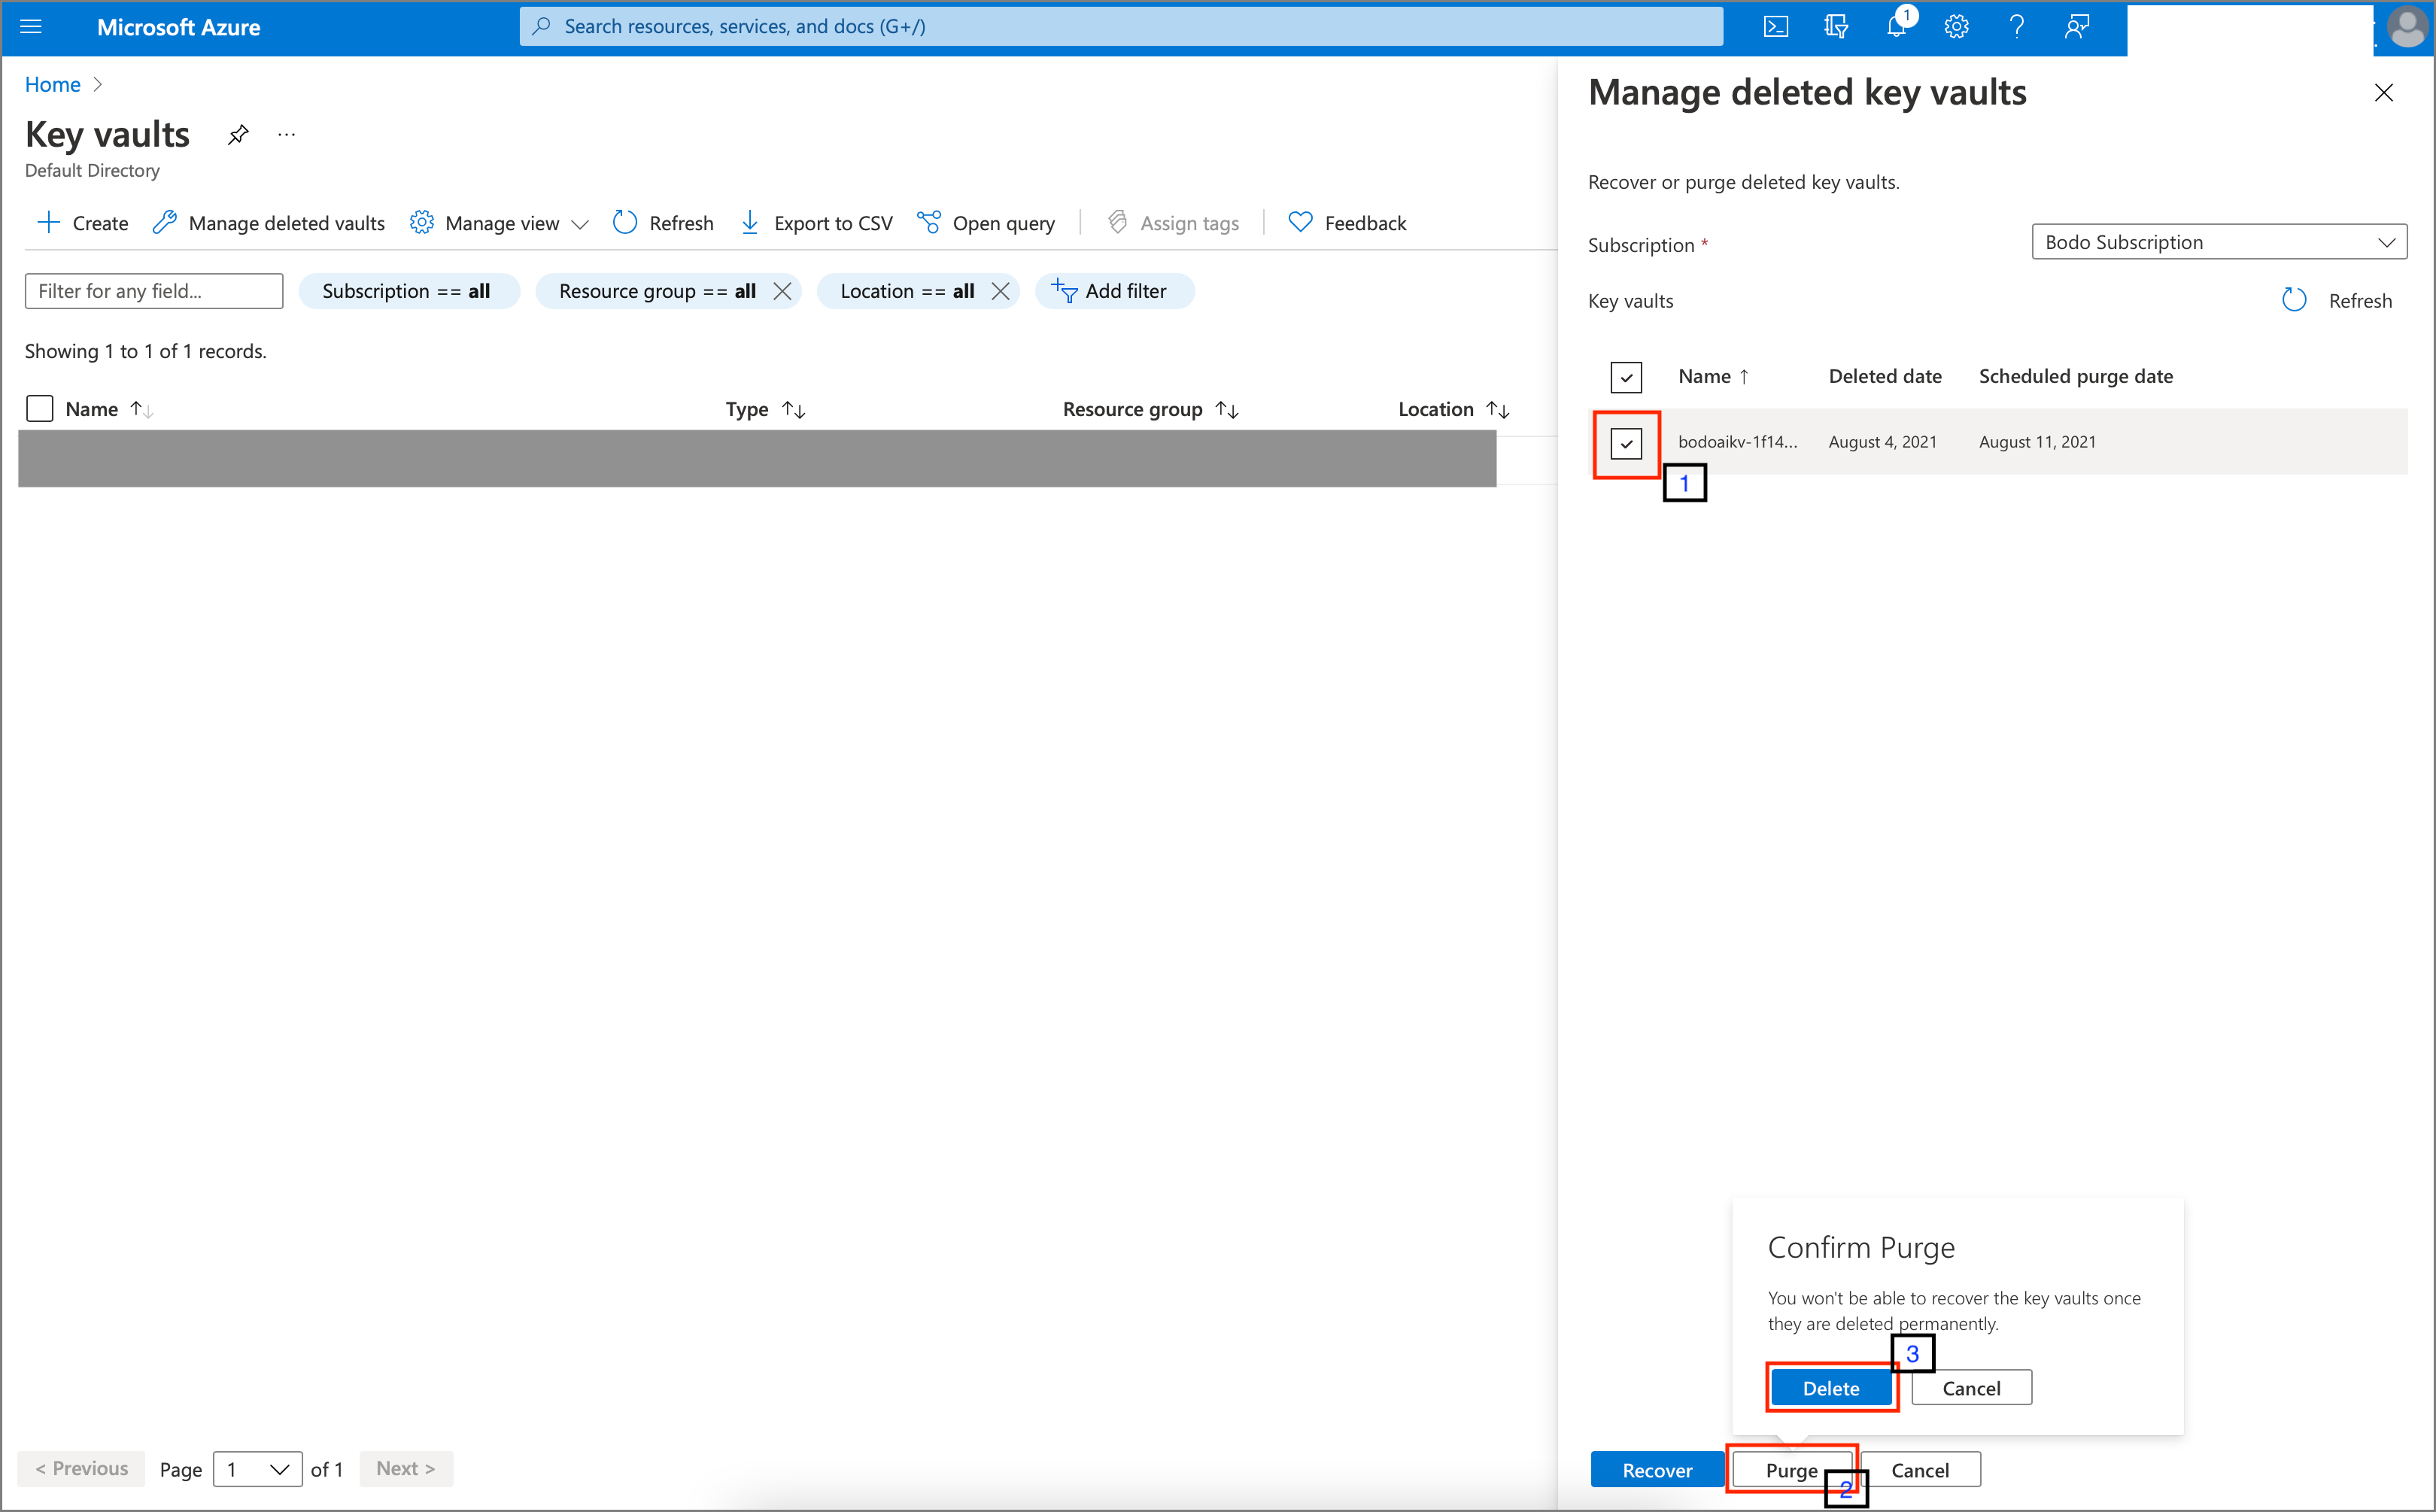 Microsoft Azure
Search resources, services, and docs (G+/)
1
Home
Key vaults
Default Directory
Create
Manage deleted vaults
Manage view
Refresh
Export to CSV
Open query
Assign tags
Feedback
Filter for any field...
Subscription == all
Resource group == all
Location == all
Add filter
Showing 1 to 1 of 1 records.
Name
Type
Resource group
Location
< Previous
Page
1
of 1
Next >
Manage deleted key vaults
Recover or purge deleted key vaults.
Subscription *
Bodo Subscription
Key vaults
Refresh
Name ↑
Deleted date
Scheduled purge date
bodoaikv-1f14...
August 4, 2021
August 11, 2021
1
Confirm Purge
You won't be able to recover the key vaults once
they are deleted permanently.
3
Delete
Cancel
Recover
Purge
2
Cancel